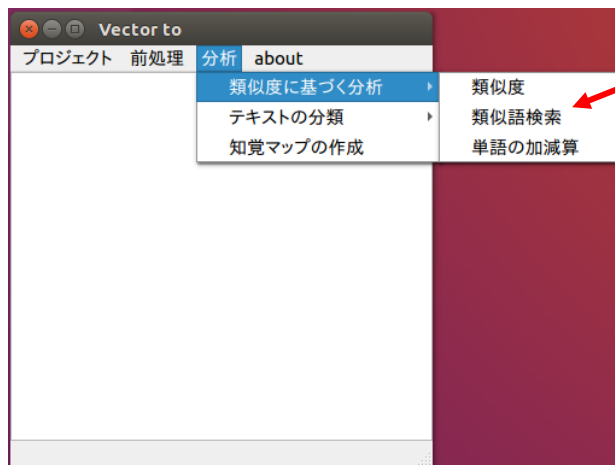 Vector to
プロジェクト 前処理 分析 about
類似度に基づく分析
テキストの分類
知覚マップの作成
類似度
類似語検索
単語の加減算